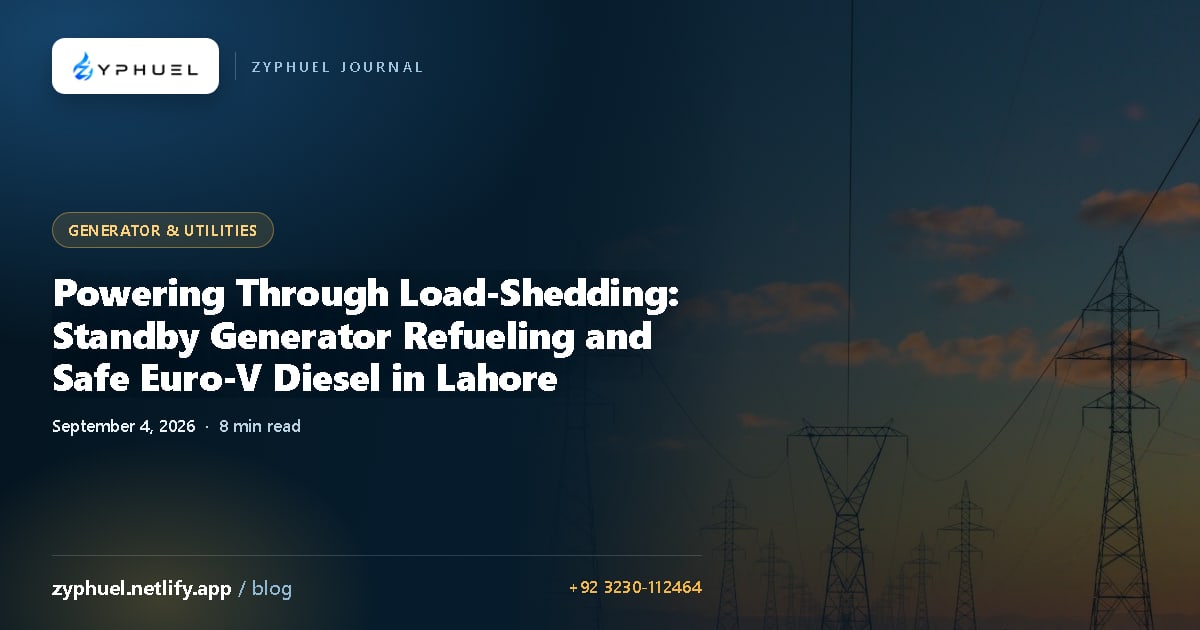 ZYPHUEL
ZYPHUEL JOURNAL
GENERATOR & UTILITIES
Powering Through Load-Shedding:
Standby Generator Refueling and
Safe Euro-V Diesel in Lahore
September 4, 2026 · 8 min read
zyphuel.netlify.app / blog
+92 3230-112464